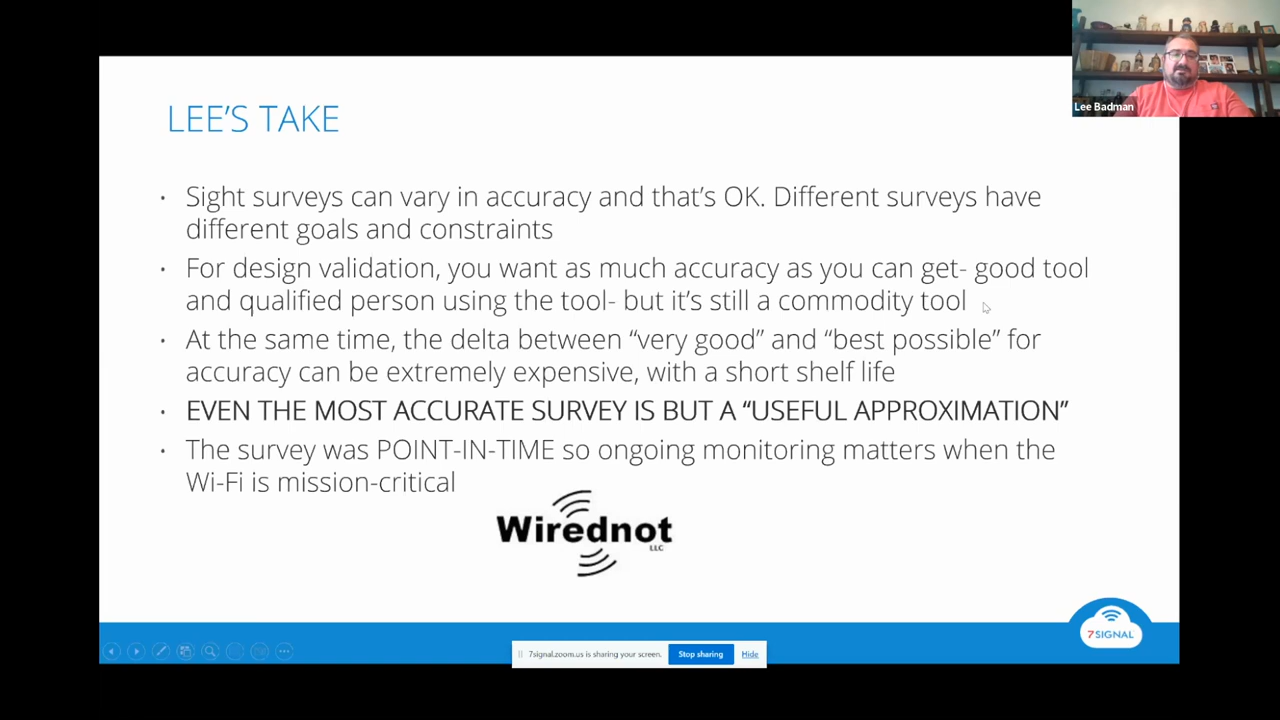 Lee Badman
LEE'S TAKE
• Sight surveys can vary in accuracy and that's OK. Different surveys have
different goals and constraints
• For design validation, you want as much accuracy as you can get- good tool
and qualified person using the tool- but it's still a commodity tool
• At the same time, the delta between “very good” and “best possible” for
accuracy can be extremely expensive, with a short shelf life
• EVEN THE MOST ACCURATE SURVEY IS BUT A “USEFUL APPROXIMATION”
• The survey was POINT-IN-TIME so ongoing monitoring matters when the
Wi-Fi is mission-critical
Wirednot
LLC
7SIGNAL
7signal.zoom.us is sharing your screen. Stop sharing Hide